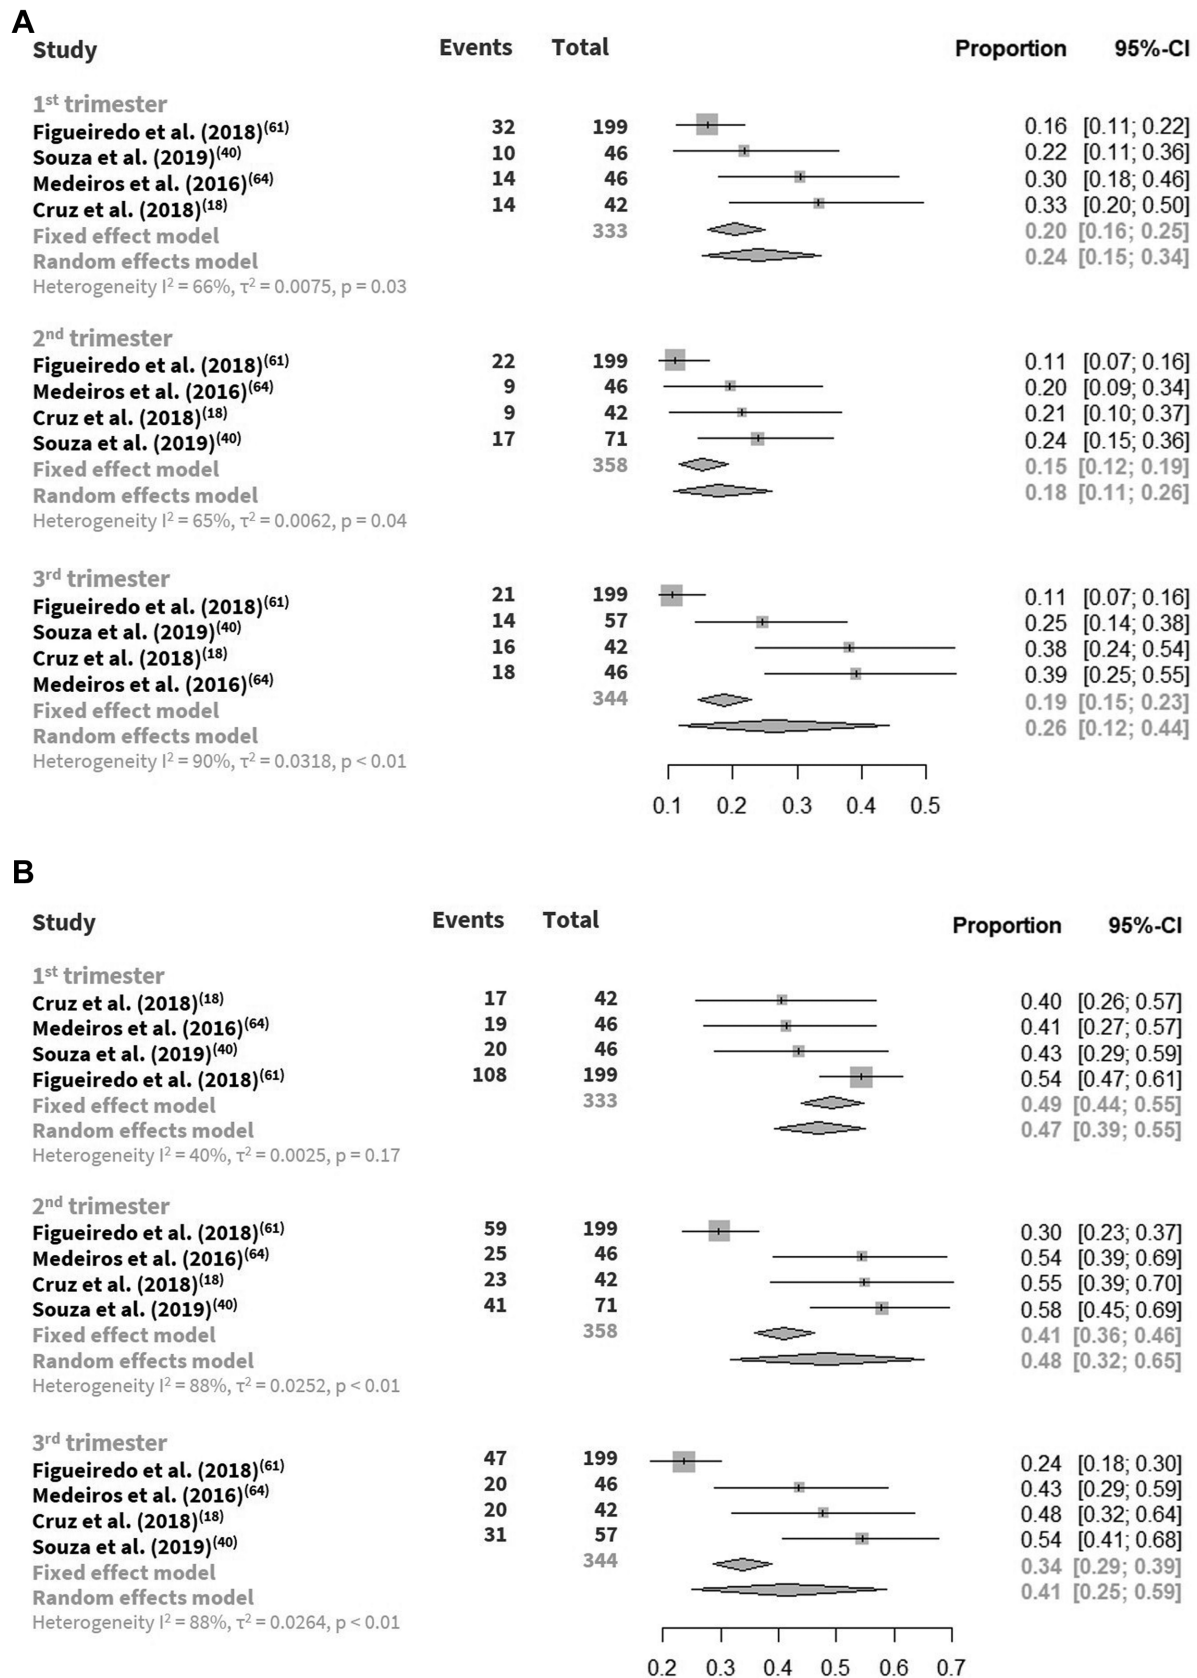 A
Study Events Total Proportion 95%-CI
1st trimester
Figueiredo et al. (2018)(61) 32 199 0.16 [0.11; 0.22]
Souza et al. (2019)(40) 10 46 0.22 [0.11; 0.36]
Medeiros et al. (2016)(64) 14 46 0.30 [0.18; 0.46]
Cruz et al. (2018)(18) 14 42 0.33 [0.20; 0.50]
Fixed effect model 333 0.20 [0.16; 0.25]
Random effects model 0.24 [0.15; 0.34]
Heterogeneity I2 = 66%, τ2 = 0.0075, p = 0.03
2nd trimester
Figueiredo et al. (2018)(61) 22 199 0.11 [0.07; 0.16]
Medeiros et al. (2016)(64) 9 46 0.20 [0.09; 0.34]
Cruz et al. (2018)(18) 9 42 0.21 [0.10; 0.37]
Souza et al. (2019)(40) 17 71 0.24 [0.15; 0.36]
Fixed effect model 358 0.15 [0.12; 0.19]
Random effects model 0.18 [0.11; 0.26]
Heterogeneity I2 = 65%, τ2 = 0.0062, p = 0.04
3rd trimester
Figueiredo et al. (2018)(61) 21 199 0.11 [0.07; 0.16]
Souza et al. (2019)(40) 14 57 0.25 [0.14; 0.38]
Cruz et al. (2018)(18) 16 42 0.38 [0.24; 0.54]
Medeiros et al. (2016)(64) 18 46 0.39 [0.25; 0.55]
Fixed effect model 344 0.19 [0.15; 0.23]
Random effects model 0.26 [0.12; 0.44]
Heterogeneity I2 = 90%, τ2 = 0.0318, p < 0.01
0.1 0.2 0.3 0.4 0.5
B
Study Events Total Proportion 95%-CI
1st trimester
Cruz et al. (2018)(18) 17 42 0.40 [0.26; 0.57]
Medeiros et al. (2016)(64) 19 46 0.41 [0.27; 0.57]
Souza et al. (2019)(40) 20 46 0.43 [0.29; 0.59]
Figueiredo et al. (2018)(61) 108 199 0.54 [0.47; 0.61]
Fixed effect model 333 0.49 [0.44; 0.55]
Random effects model 0.47 [0.39; 0.55]
Heterogeneity I2 = 40%, τ2 = 0.0025, p = 0.17
2nd trimester
Figueiredo et al. (2018)(61) 59 199 0.30 [0.23; 0.37]
Medeiros et al. (2016)(64) 25 46 0.54 [0.39; 0.69]
Cruz et al. (2018)(18) 23 42 0.55 [0.39; 0.70]
Souza et al. (2019)(40) 41 71 0.58 [0.45; 0.69]
Fixed effect model 358 0.41 [0.36; 0.46]
Random effects model 0.48 [0.32; 0.65]
Heterogeneity I2 = 88%, τ2 = 0.0252, p < 0.01
3rd trimester
Figueiredo et al. (2018)(61) 47 199 0.24 [0.18; 0.30]
Medeiros et al. (2016)(64) 20 46 0.43 [0.29; 0.59]
Cruz et al. (2018)(18) 20 42 0.48 [0.32; 0.64]
Souza et al. (2019)(40) 31 57 0.54 [0.41; 0.68]
Fixed effect model 344 0.34 [0.29; 0.39]
Random effects model 0.41 [0.25; 0.59]
Heterogeneity I2 = 88%, τ2 = 0.0264, p < 0.01
0.2 0.3 0.4 0.5 0.6 0.7